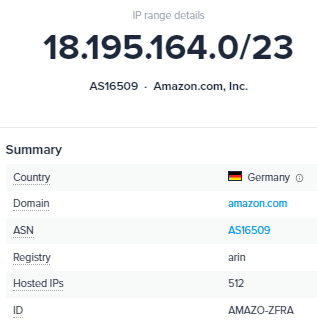 IP range details
18.195.164.0/23
AS16509 · Amazon.com, Inc.
Summary
Country Germany
Domain amazon.com
ASN AS16509
Registry arin
Hosted IPs 512
ID AMAZO-ZFRA